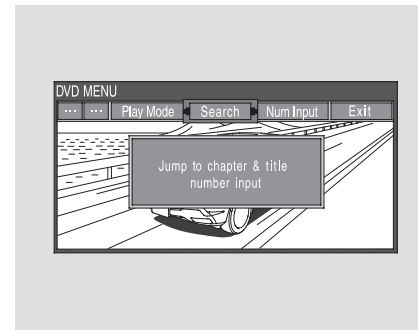 DVD MENU
... ... Play Mode Search Num Input Exit
Jump to chapter & title
number input